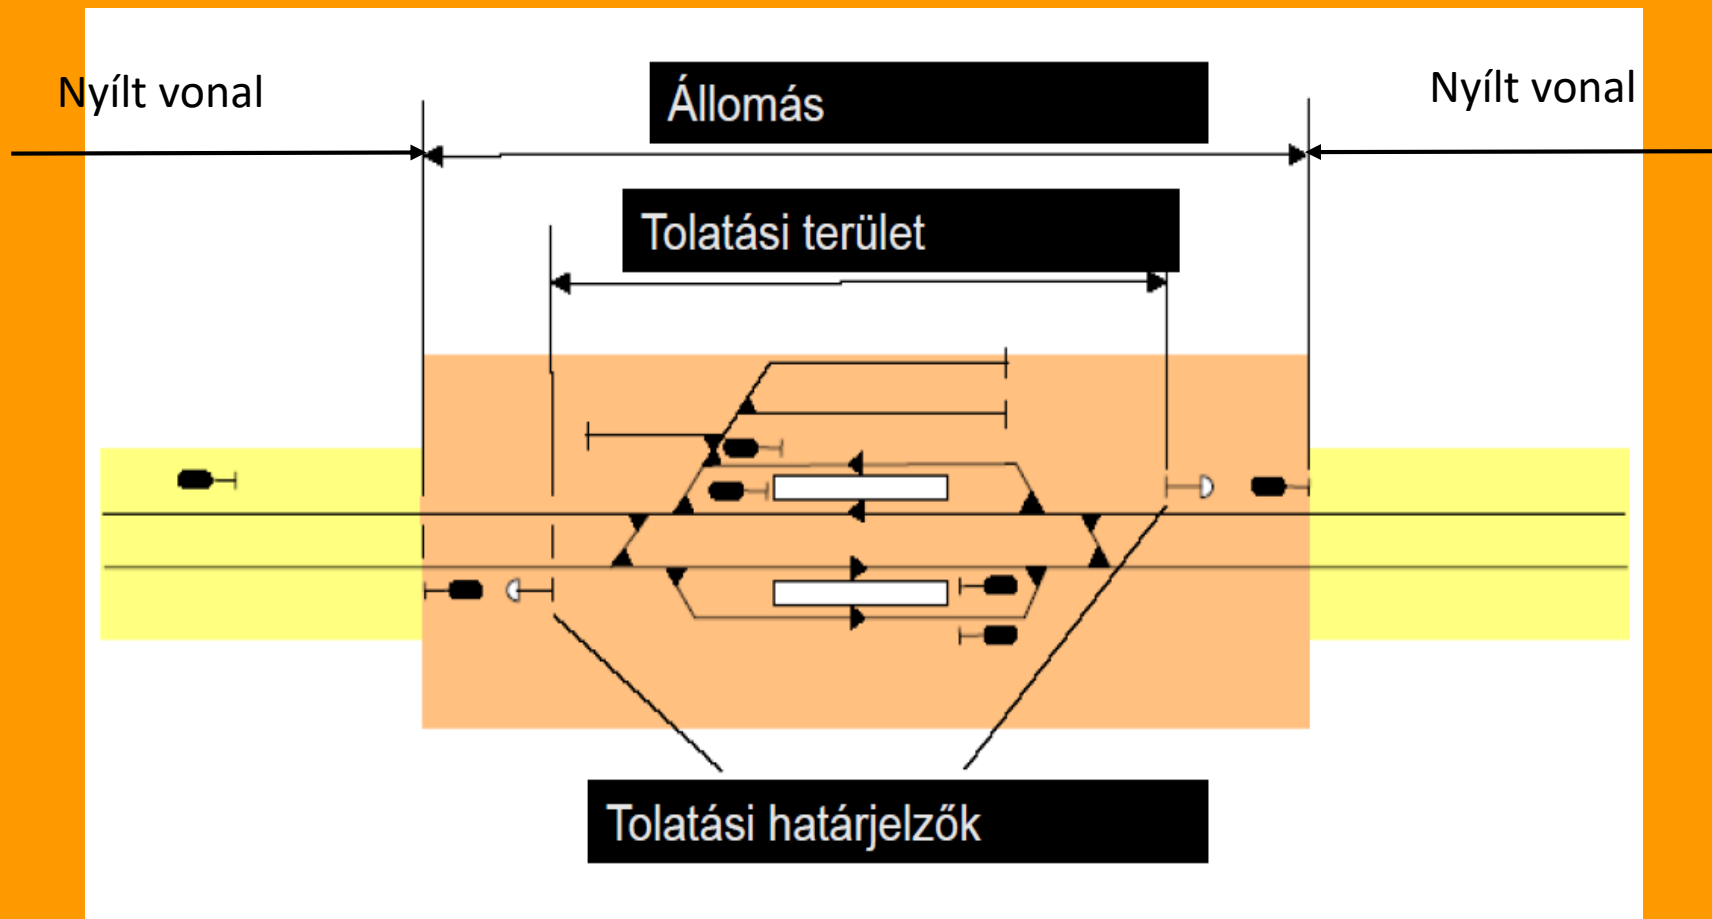 Nyílt vonal
Állomás
Nyílt vonal
Tolatási terület
Tolatási határjelzők